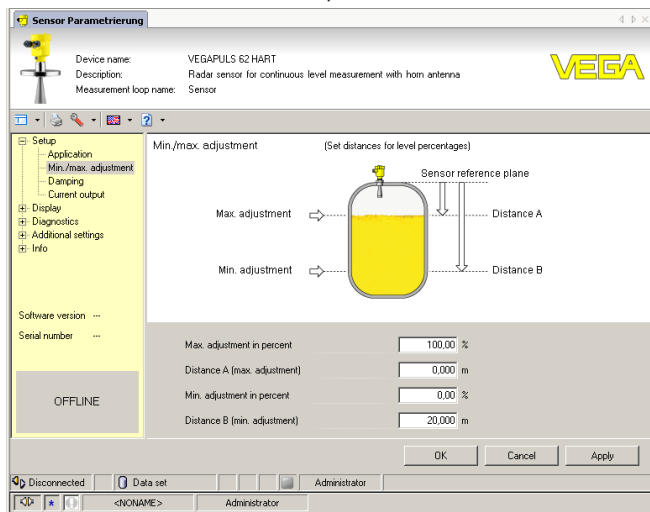 Sensor Parametrierung
Device name: VEGAPULS 62 HART
Description: Radar sensor for continuous level measurement with horn antenna
Measurement loop name: Sensor
VEGA
Setup
Application
Min./max. adjustment
Damping
Current output
Display
Diagnostics
Additional settings
Info
Software version ---
Serial number ---
OFFLINE
Min./max. adjustment (Set distances for level percentages)
Sensor reference plane
Max. adjustment Distance A
Min. adjustment Distance B
Max. adjustment in percent 100,00 %
Distance A (max. adjustment) 0,000 m
Min. adjustment in percent 0,00 %
Distance B (min. adjustment) 20,000 m
OK Cancel Apply
Disconnected Data set Administrator
<NONAME> Administrator